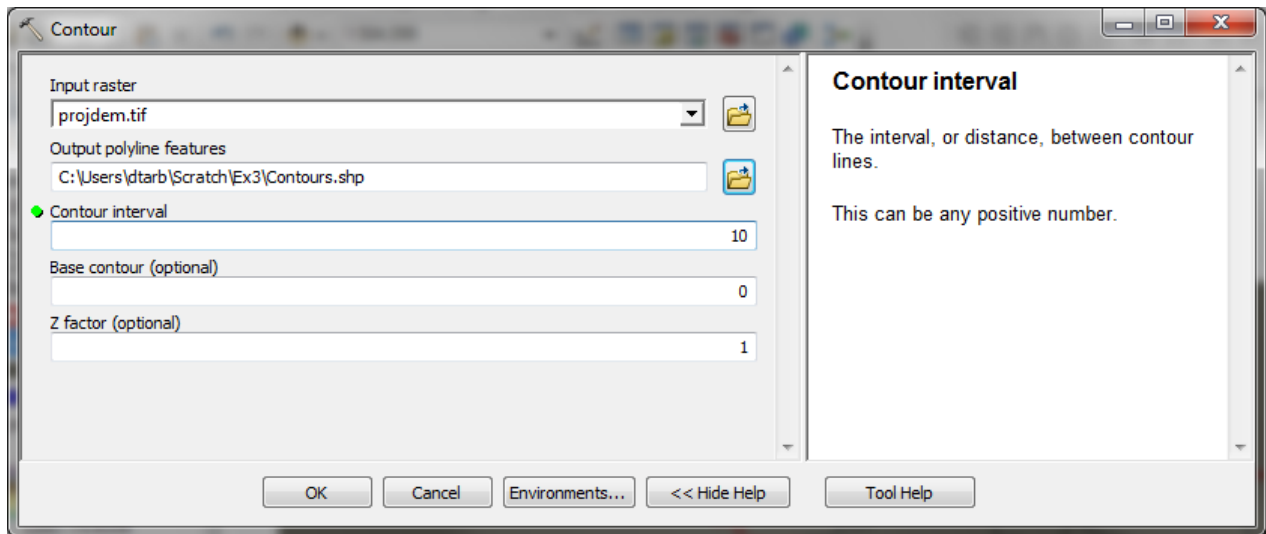 Contour
Input raster
projdem.tif
Output polyline features
C:\Users\dtarb\Scratch\Ex3\Contours.shp
Contour interval
10
Base contour (optional)
0
Z factor (optional)
1
Contour interval
The interval, or distance, between contour
lines.
This can be any positive number.
OK
Cancel
Environments...
<< Hide Help
Tool Help